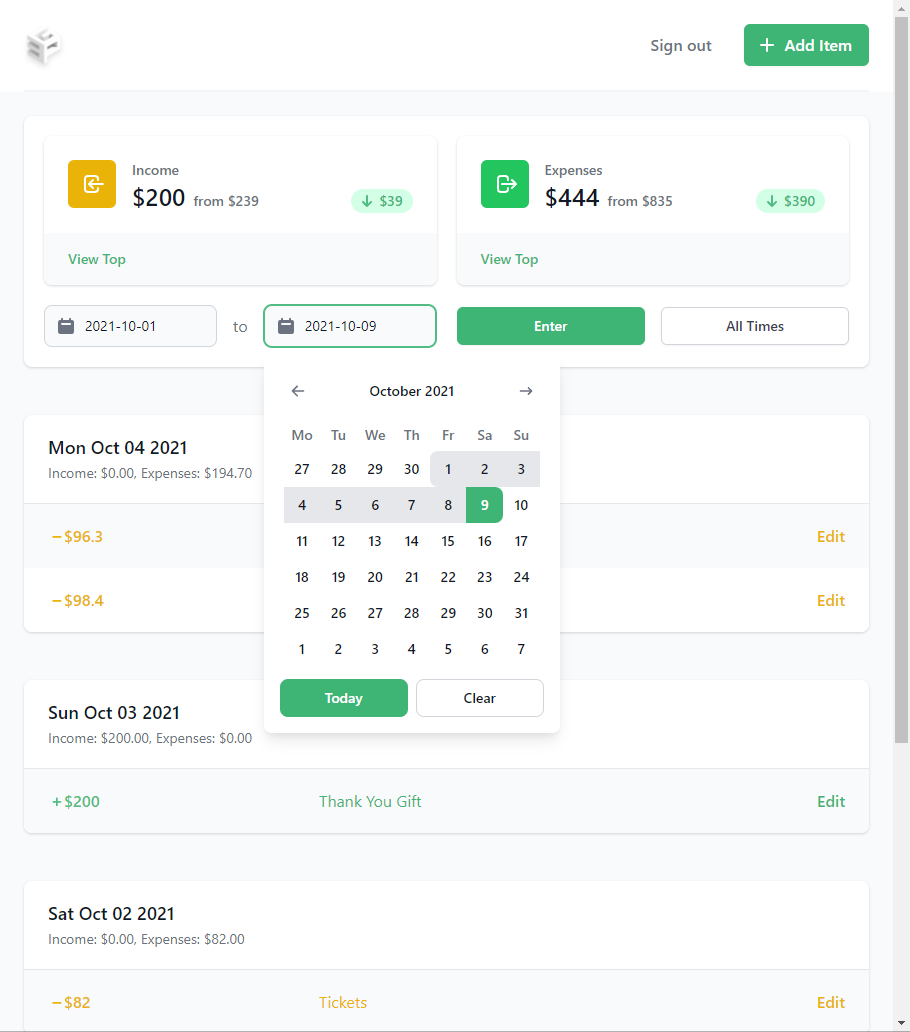 Sign out
+ Add Item
Income
$200 from $239
↓ $39
View Top
Expenses
$444 from $835
↓ $390
View Top
2021-10-01 to 2021-10-09
Enter
All Times
← October 2021 →
Mo Tu We Th Fr Sa Su
27 28 29 30 1 2 3
4 5 6 7 8 9 10
11 12 13 14 15 16 17
18 19 20 21 22 23 24
25 26 27 28 29 30 31
1 2 3 4 5 6 7
Today
Clear
Mon Oct 04 2021
Income: $0.00, Expenses: $194.70
−$96.3 Edit
−$98.4 Edit
Sun Oct 03 2021
Income: $200.00, Expenses: $0.00
+$200 Thank You Gift Edit
Sat Oct 02 2021
Income: $0.00, Expenses: $82.00
−$82 Tickets Edit